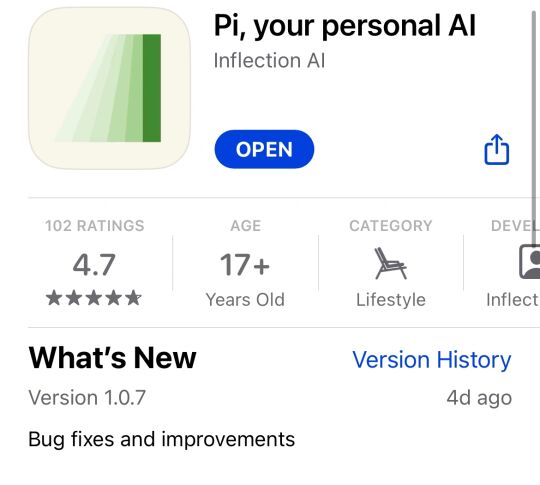 Pi, your personal AI
Inflection AI
OPEN
102 RATINGS
4.7
AGE
17+
Years Old
CATEGORY
Lifestyle
DEVEL
Inflect
What's New
Version History
Version 1.0.7
4d ago
Bug fixes and improvements